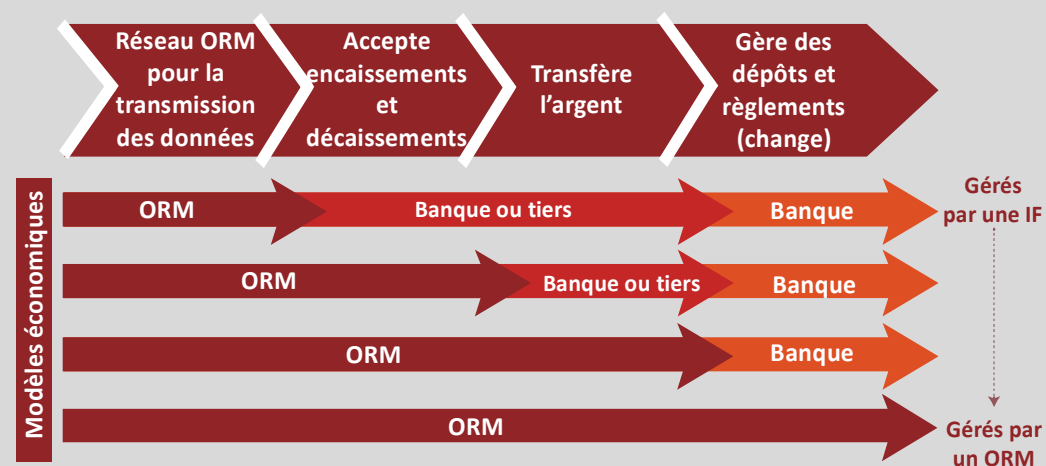 Réseau ORM
pour la
transmission
des données
Accepte
encaissements
et
décaissements
Transfère
l'argent
Gère des
dépôts et
règlements
(change)
Modèles économiques
ORM
Banque ou tiers
Banque
Gérés
par une IF
ORM
Banque ou tiers
Banque
ORM
Banque
ORM
Gérés par
un ORM